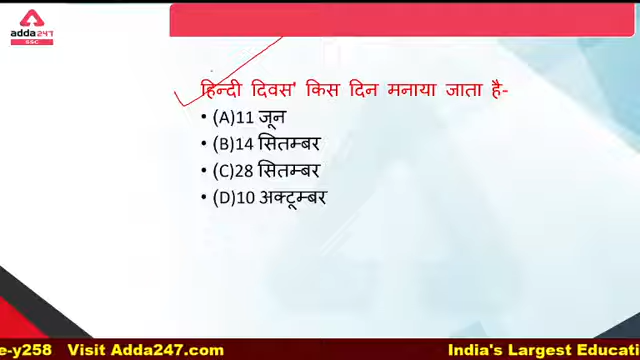 adda247
SSC
हिन्दी दिवस' किस दिन मनाया जाता है-
• (A)11 जून
• (B)14 सितम्बर
• (C)28 सितम्बर
• (D)10 अक्टूम्बर
e-y258 Visit Adda247.com India's Largest Educati